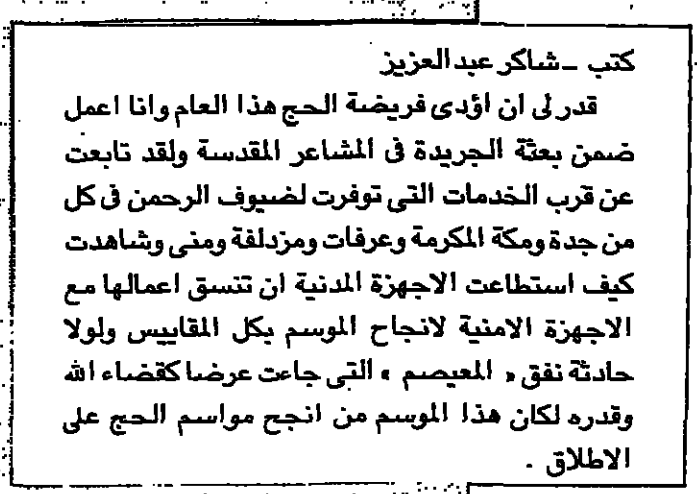 كتب ـ شاكر عبد العزيز
قدر لى ان اؤدى فريضة الحج هذا العام وانا اعمل
ضمن بعثة الجريدة فى المشاعر المقدسة ولقد تابعت
عن قرب الخدمات التى توفرت لضيوف الرحمن فى كل
من جدة ومكة المكرمة وعرفات ومزدلفة ومنى وشاهدت
كيف استطاعت الاجهزة المدنية ان تنسق اعمالها مع
الاجهزة الامنية لانجاح الموسم بكل المقاييس ولولا
حادثة نفق « المعيصم » التى جاءت عرضا كقضاء الله
وقدره لكان هذا الموسم من انجح مواسم الحج على
الاطلاق .